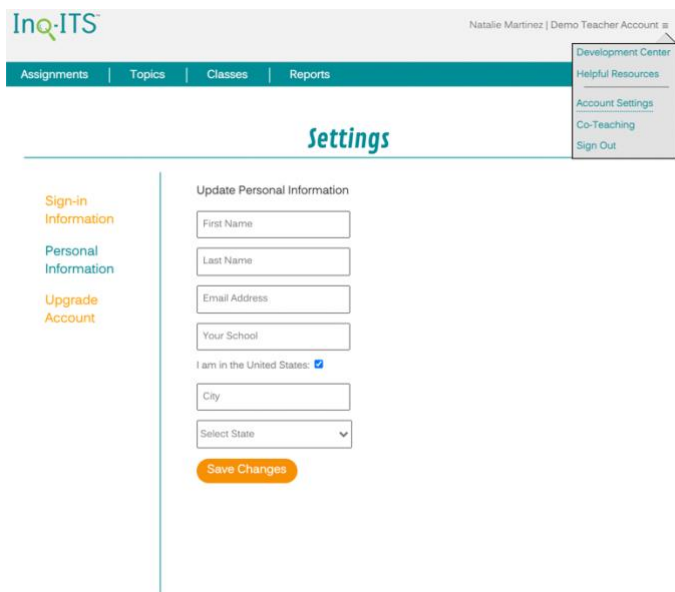 Inq-ITS™
Natalie Martinez | Demo Teacher Account ≡
Development Center
Helpful Resources
Account Settings
Co-Teaching
Sign Out
Assignments | Topics | Classes | Reports
Settings
Sign-in
Information
Personal
Information
Upgrade
Account
Update Personal Information
First Name
Last Name
Email Address
Your School
I am in the United States:
City
Select State
Save Changes